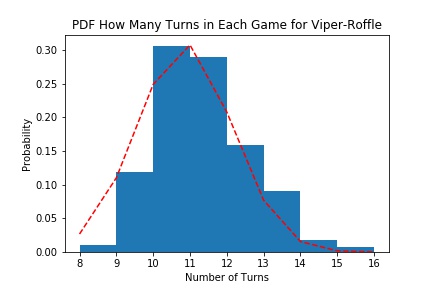 PDF How Many Turns in Each Game for Viper-Roffle
0.30
0.25
0.20
0.15
0.10
0.05
0.00
Probability
8 9 10 11 12 13 14 15 16
Number of Turns